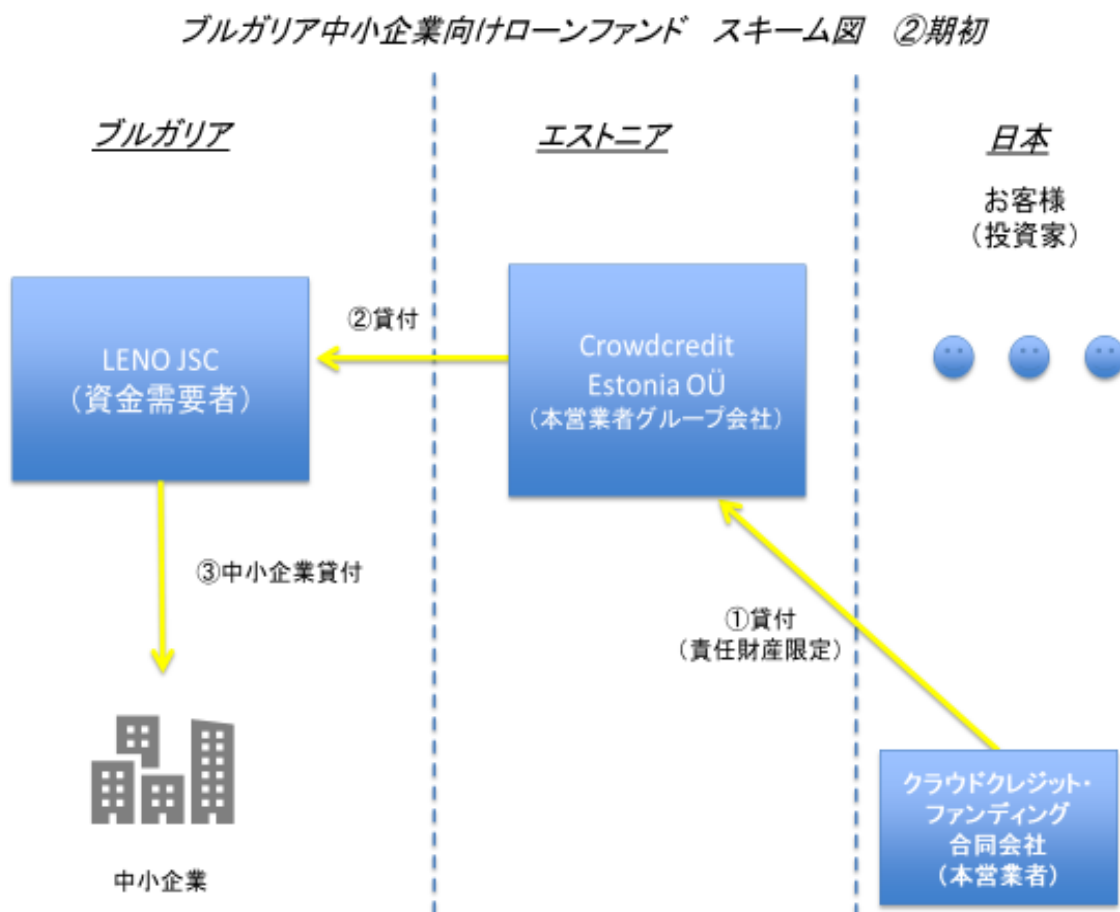 ブルガリア中小企業向けローンファンド　スキーム図　②期初
ブルガリア
エストニア
日本
お客様
（投資家）
LENO JSC
（資金需要者）
②貸付
Crowdcredit
Estonia OÜ
（本営業者グループ会社）
③中小企業貸付
①貸付
（責任財産限定）
中小企業
クラウドクレジット・
ファンディング
合同会社
（本営業者）